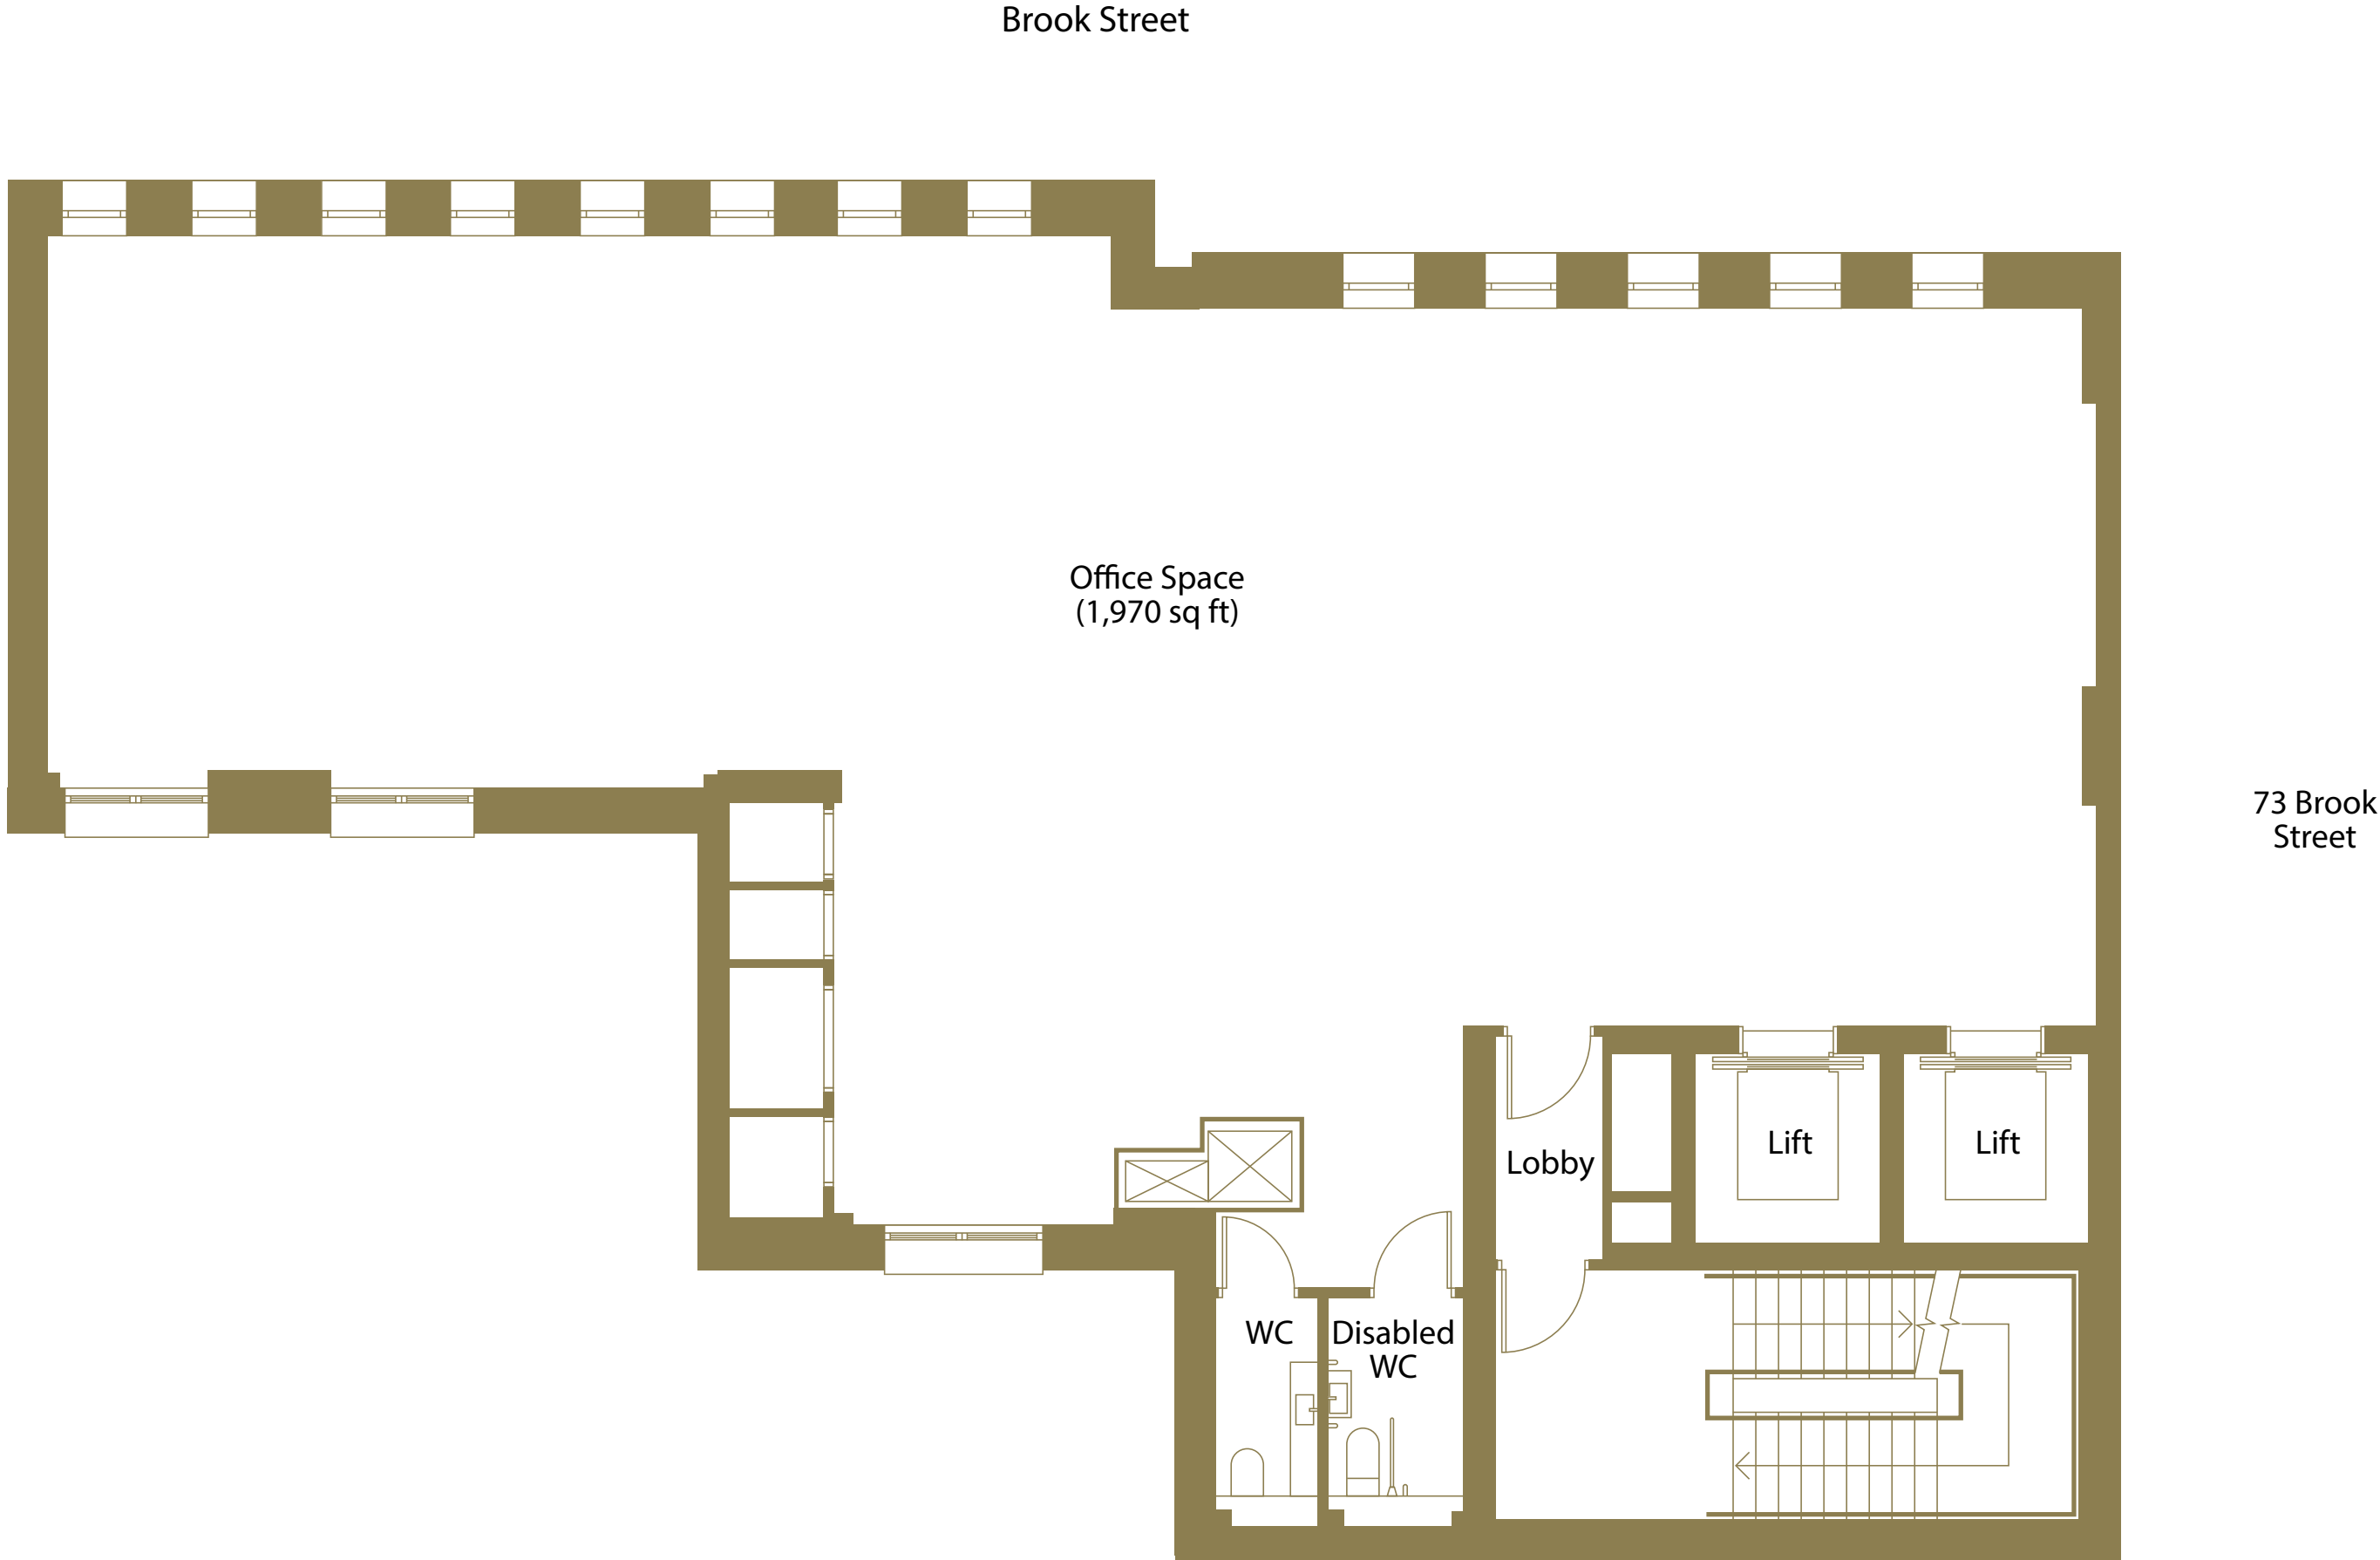 Brook Street
Office Space
(1,970 sq ft)
73 Brook
Street
Lobby
Lift
Lift
WC
Disabled
WC